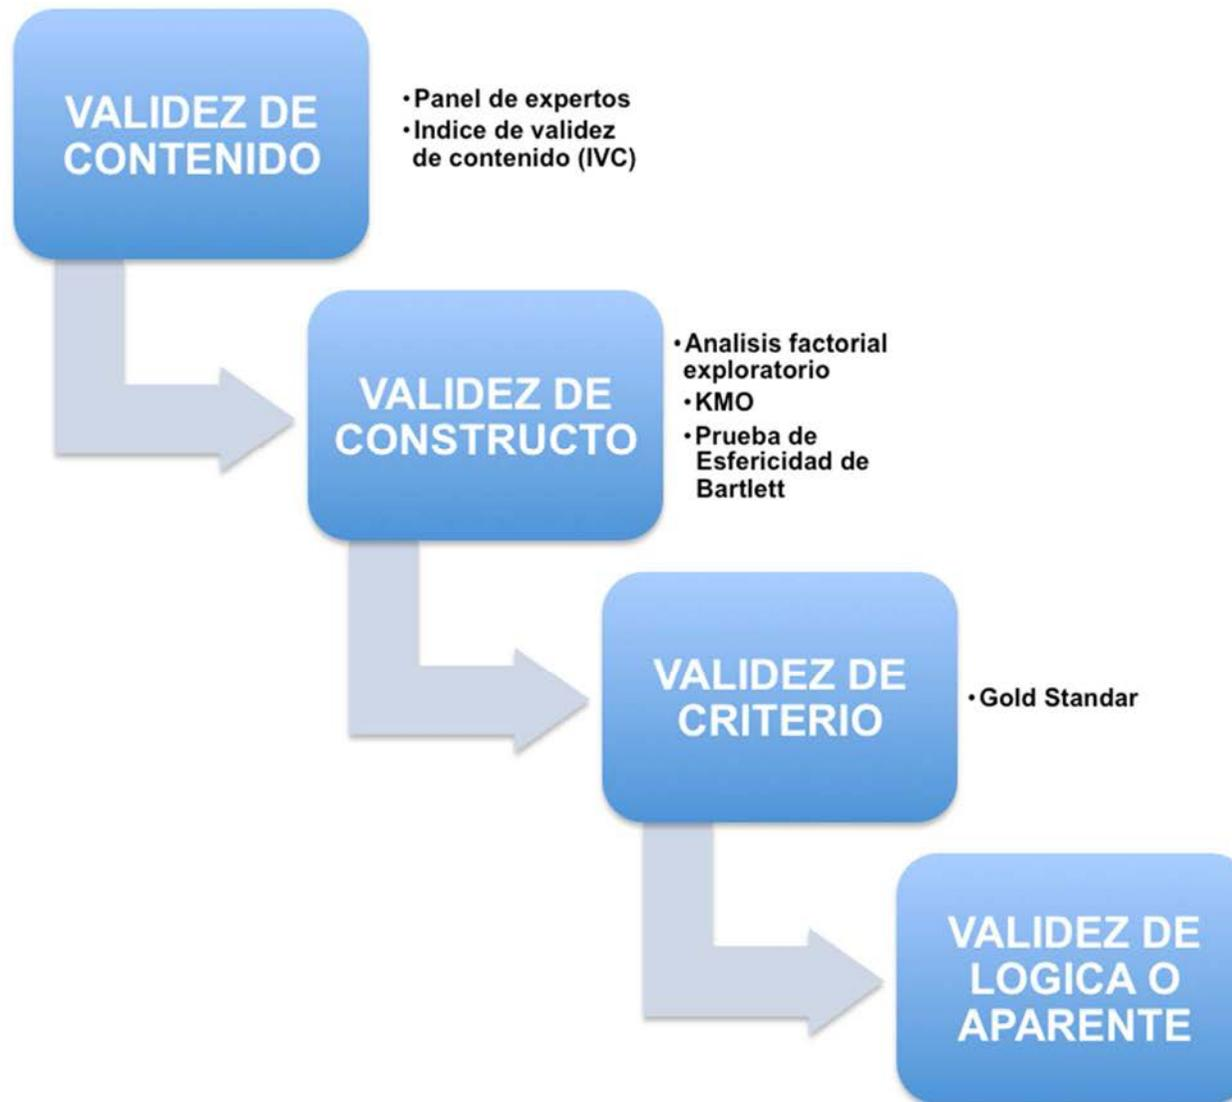 VALIDEZ DE
CONTENIDO
•Panel de expertos
•Indice de validez
de contenido (IVC)
VALIDEZ DE
CONSTRUCTO
•Analisis factorial
exploratorio
•KMO
•Prueba de
Esfericidad de
Bartlett
VALIDEZ DE
CRITERIO
•Gold Standar
VALIDEZ DE
LOGICA O
APARENTE